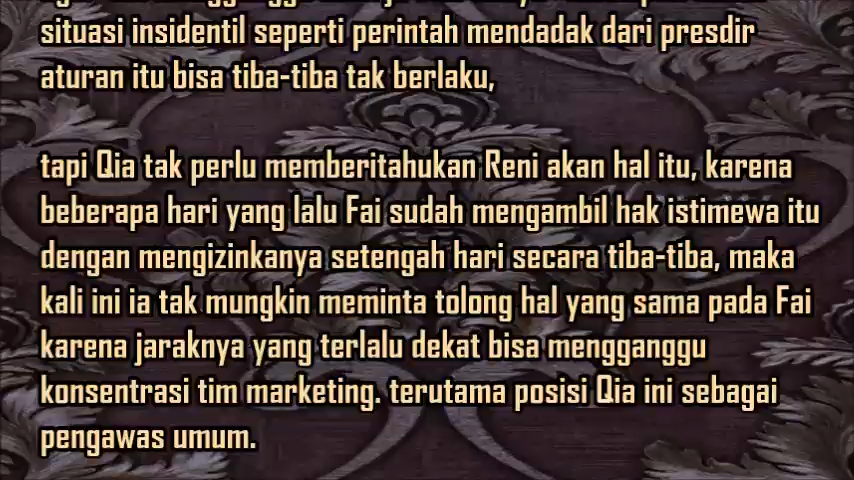 situasi insidentil seperti perintah mendadak dari presdir
aturan itu bisa tiba-tiba tak berlaku,
tapi Qia tak perlu memberitahukan Reni akan hal itu, karena
beberapa hari yang lalu Fai sudah mengambil hak istimewa itu
dengan mengizinkanya setengah hari secara tiba-tiba, maka
kali ini ia tak mungkin meminta tolong hal yang sama pada Fai
karena jaraknya yang terlalu dekat bisa mengganggu
konsentrasi tim marketing. terutama posisi Qia ini sebagai
pengawas umum.